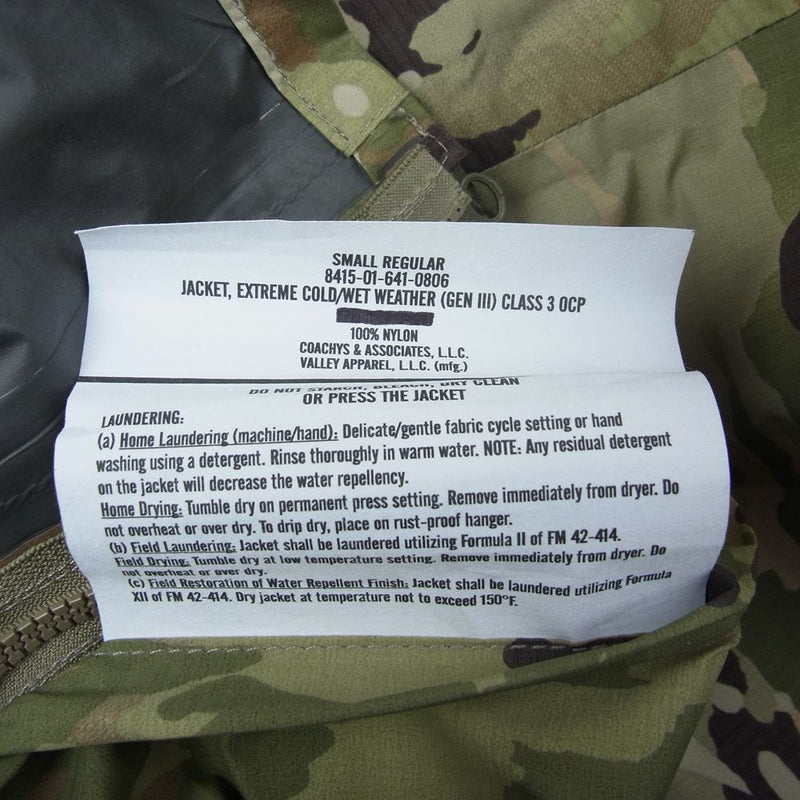 SMALL REGULAR
8415-01-641-0806
JACKET, EXTREME COLD/WET WEATHER (GEN III) CLASS 3 OCP
100% NYLON
COACHYS & ASSOCIATES, L.L.C.
VALLEY APPAREL, L.L.C. (mfg.)
DO NOT STARCH, BLEACH, DRY CLEAN
OR PRESS THE JACKET
LAUNDERING:
(a) Home Laundering (machine/hand): Delicate/gentle fabric cycle setting or hand
washing using a detergent. Rinse thoroughly in warm water. NOTE: Any residual detergent
on the jacket will decrease the water repellency.
Home Drying: Tumble dry on permanent press setting. Remove immediately from dryer. Do
not overheat or over dry. To drip dry, place on rust-proof hanger.
(b) Field Laundering: Jacket shall be laundered utilizing Formula II of FM 42-414.
Field Drying: Tumble dry at low temperature setting. Remove immediately from dryer. Do
not overheat or over dry.
(c) Field Restoration of Water Repellent Finish: Jacket shall be laundered utilizing Formula
XII of FM 42-414. Dry jacket at temperature not to exceed 150°F.